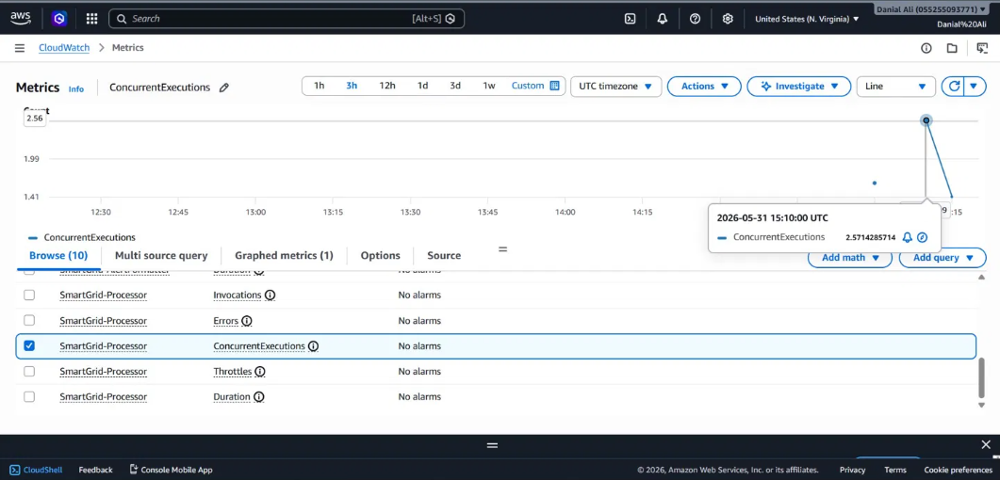 aws
Search [Alt+S]
United States (N. Virginia) ▼
Danial Ali (055255093771) ▼
Danial%20Ali
CloudWatch > Metrics
Metrics Info ConcurrentExecutions
1h 3h 12h 1d 3d 1w Custom
UTC timezone ▼
Actions ▼
Investigate ▼
Line ▼
Count
2.56
1.99
1.41
12:30 12:45 13:00 13:15 13:30 13:45 14:00 14:15 :15
2026-05-31 15:10:00 UTC
ConcurrentExecutions 2.5714285714
ConcurrentExecutions
Browse (10) Multi source query Graphed metrics (1) Options Source
Add math ▼ Add query ▼
SmartGrid-AlertFormatter Duration No alarms
SmartGrid-Processor Invocations No alarms
SmartGrid-Processor Errors No alarms
SmartGrid-Processor ConcurrentExecutions No alarms
SmartGrid-Processor Throttles No alarms
SmartGrid-Processor Duration No alarms
CloudShell Feedback Console Mobile App © 2026, Amazon Web Services, Inc. or its affiliates. Privacy Terms Cookie preferences